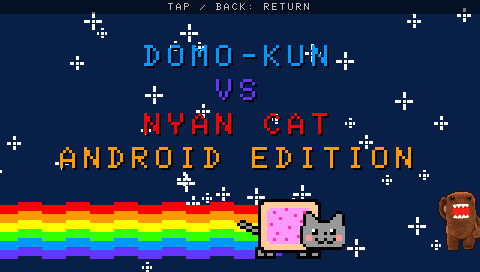 TAP / BACK: RETURN
DOMO-KUN
VS
NYAN CAT
ANDROID EDITION